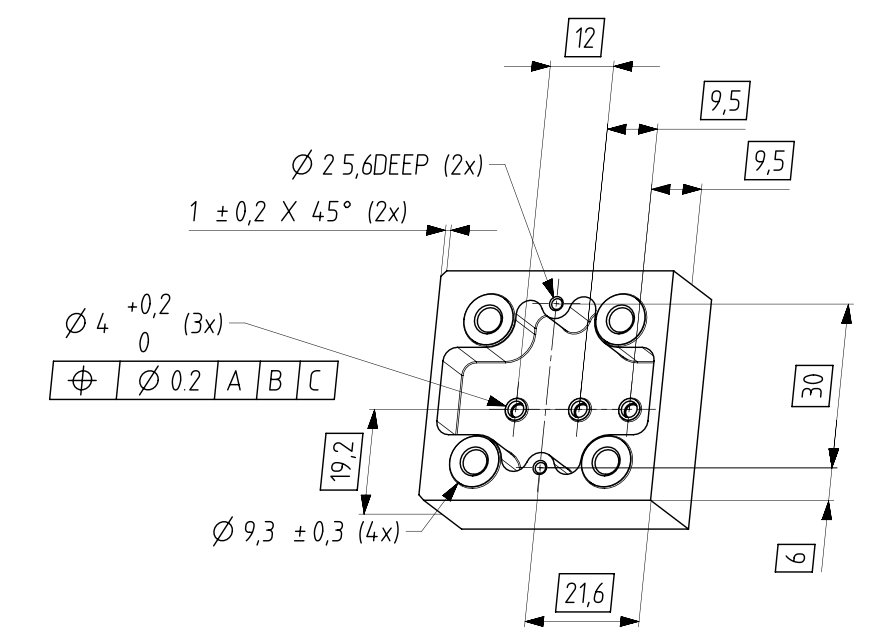 12
9,5
9,5
Ø 2 5,6DEEP (2x)
1 ±0,2 X 45° (2x)
Ø 4 +0,2 (3x)
0
⌖ Ø 0.2 A B C
30
19,2
Ø 9,3 ±0,3 (4x)
6
21,6